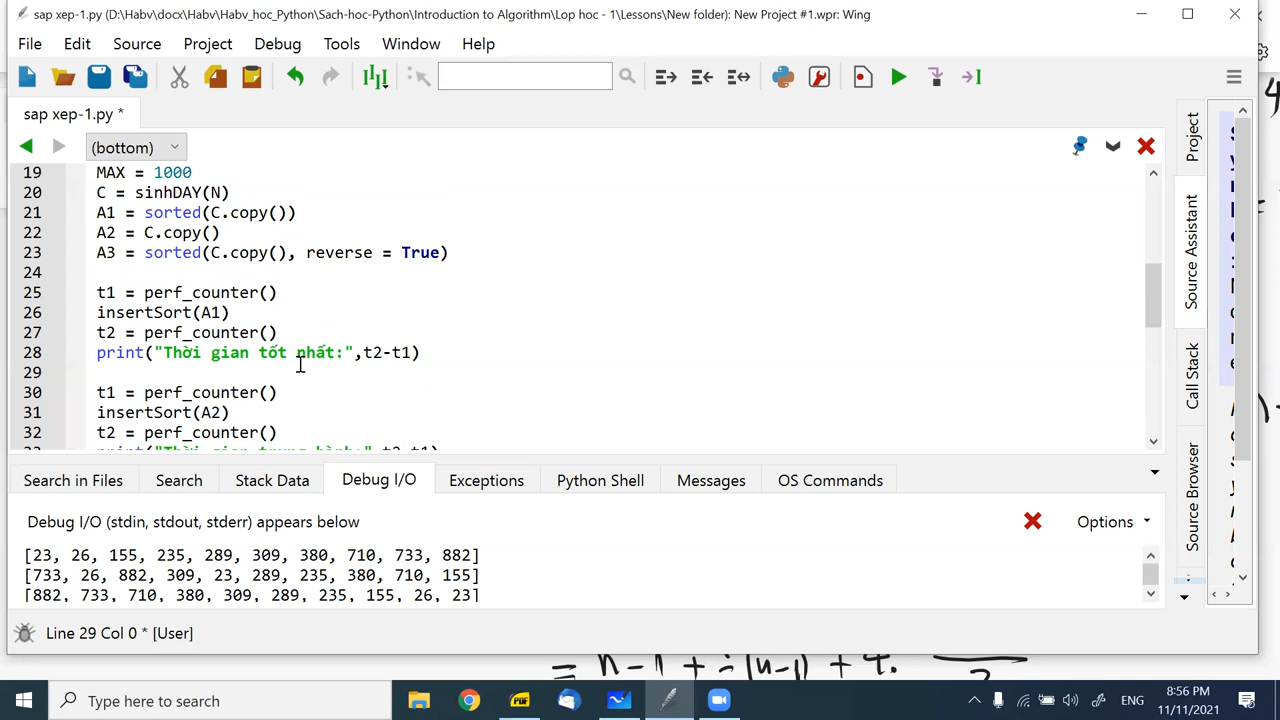 sap xep-1.py (D:\Habv\docx\Habv\Habv_hoc_Python\Sach-hoc-Python\Introduction to Algorithm\Lop hoc - 1\Lessons\New folder): New Project #1.wpr: Wing
File Edit Source Project Debug Tools Window Help
sap xep-1.py *
(bottom)
19 MAX = 1000
20 C = sinhDAY(N)
21 A1 = sorted(C.copy())
22 A2 = C.copy()
23 A3 = sorted(C.copy(), reverse = True)
24
25 t1 = perf_counter()
26 insertSort(A1)
27 t2 = perf_counter()
28 print("Thời gian tốt nhất:",t2-t1)
29
30 t1 = perf_counter()
31 insertSort(A2)
32 t2 = perf_counter()
Project
Source Assistant
Call Stack
Source Browser
Search in Files Search Stack Data Debug I/O Exceptions Python Shell Messages OS Commands
Debug I/O (stdin, stdout, stderr) appears below
Options
[23, 26, 155, 235, 289, 309, 380, 710, 733, 882]
[733, 26, 882, 309, 23, 289, 235, 380, 710, 155]
[882, 733, 710, 380, 309, 289, 235, 155, 26, 23]
Line 29 Col 0 * [User]
Type here to search
PDF
ENG
8:56 PM
11/11/2021